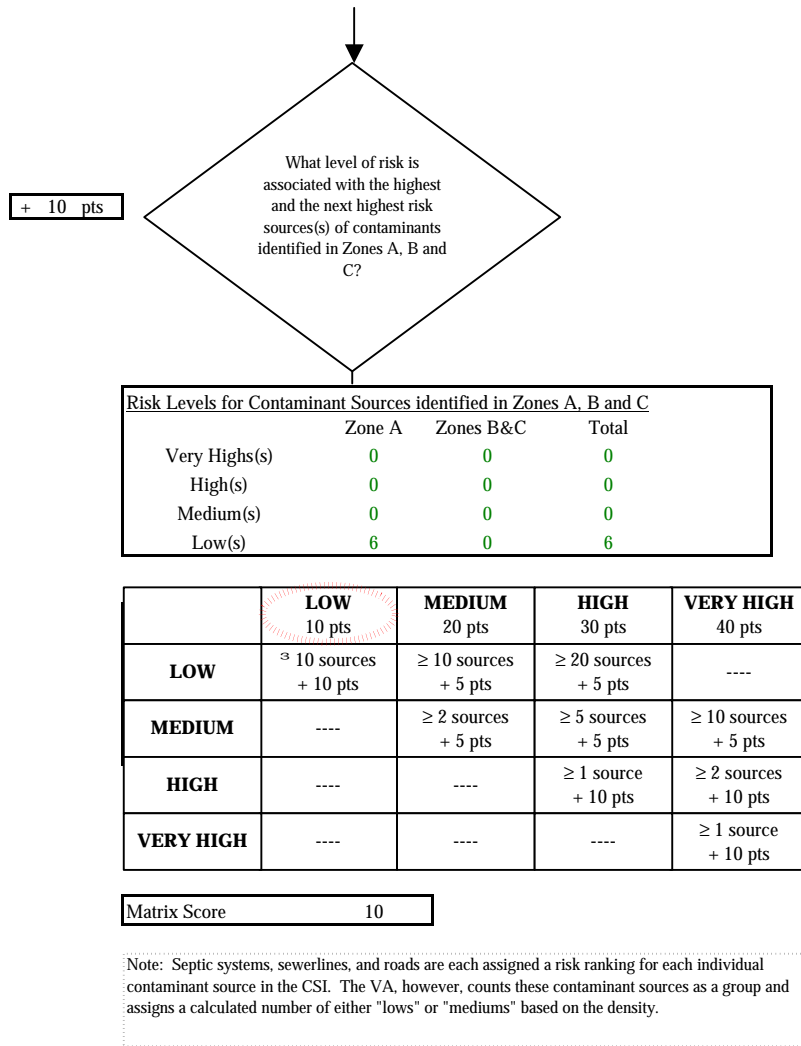 What level of risk is
associated with the highest
and the next highest risk
sources(s) of contaminants
identified in Zones A, B and
C?
+ 10 pts
Risk Levels for Contaminant Sources identified in Zones A, B and C
Zone A Zones B&C Total
Very Highs(s) 0 0 0
High(s) 0 0 0
Medium(s) 0 0 0
Low(s) 6 0 6
LOW MEDIUM HIGH VERY HIGH
10 pts 20 pts 30 pts 40 pts
LOW ³ 10 sources ≥ 10 sources ≥ 20 sources ----
+ 10 pts + 5 pts + 5 pts
MEDIUM ---- ≥ 2 sources ≥ 5 sources ≥ 10 sources
+ 5 pts + 5 pts + 5 pts
HIGH ---- ---- ≥ 1 source ≥ 2 sources
+ 10 pts + 10 pts
VERY HIGH ---- ---- ---- ≥ 1 source
+ 10 pts
Matrix Score 10
Note: Septic systems, sewerlines, and roads are each assigned a risk ranking for each individual
contaminant source in the CSI. The VA, however, counts these contaminant sources as a group and
assigns a calculated number of either "lows" or "mediums" based on the density.